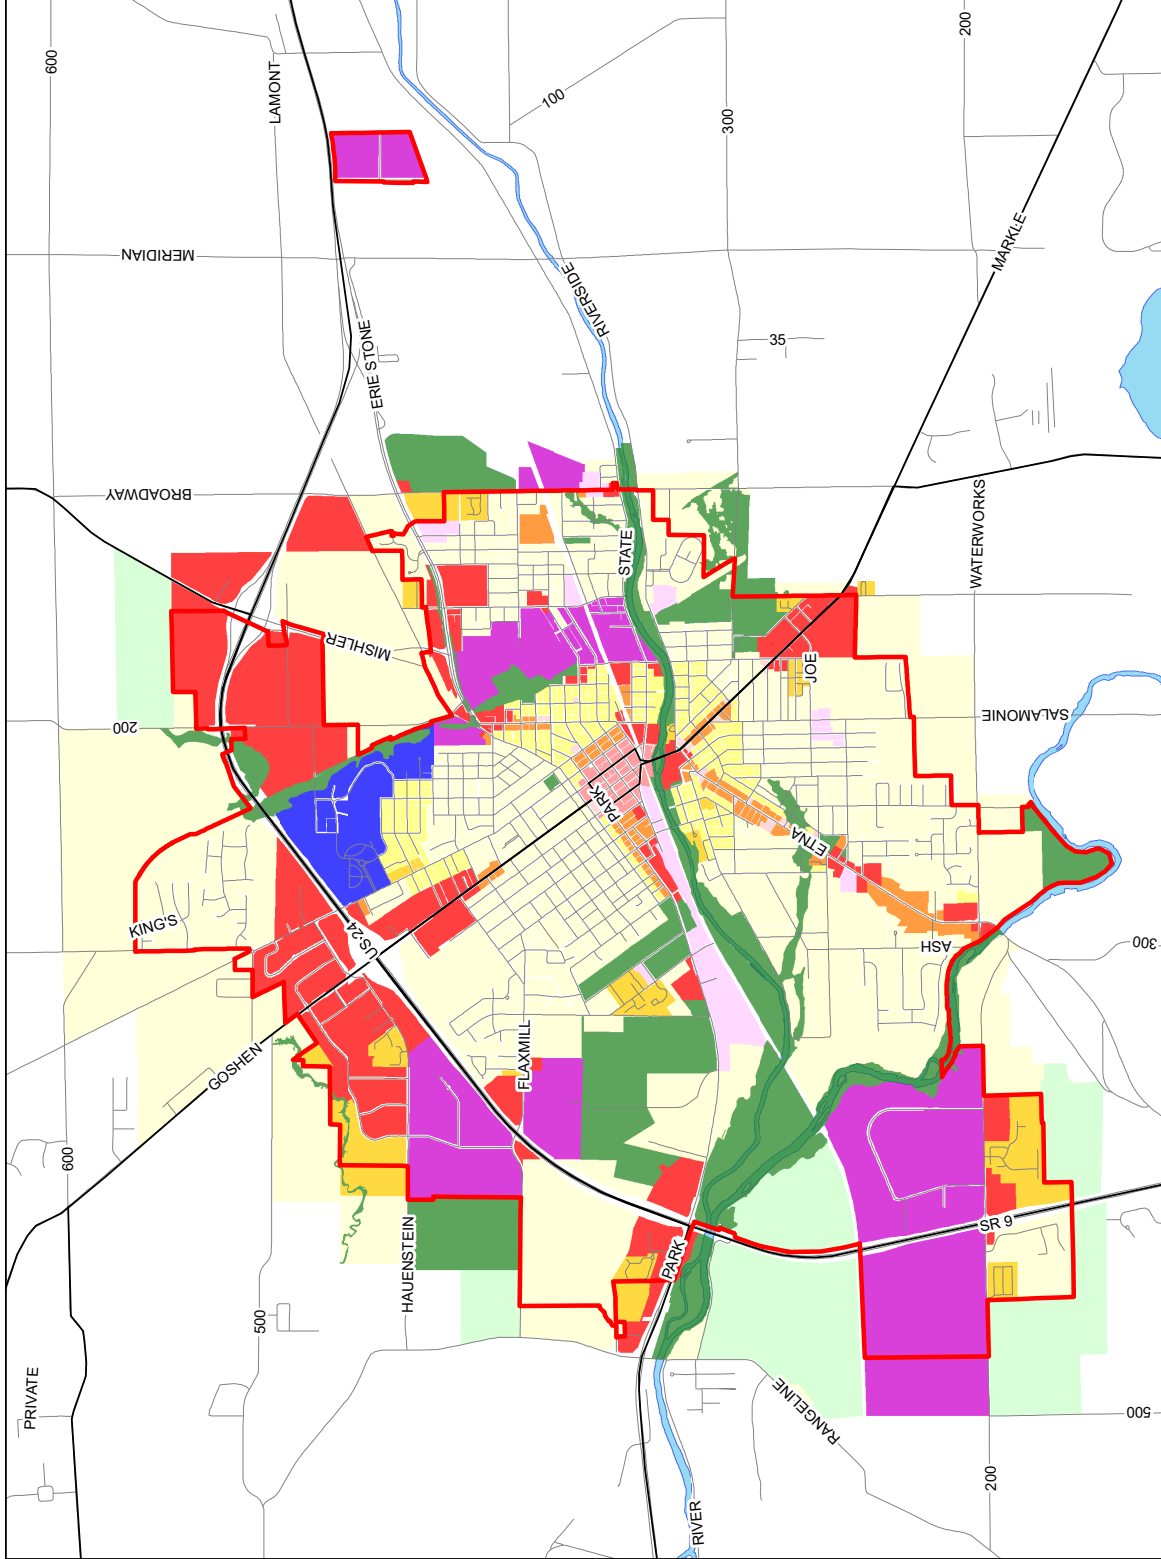 600
LAMONT
200
100
300
MERIDIAN
MARKLE
RIVERSIDE
ERIE STONE
35
BROADWAY
WATERWORKS
STATE
MISHLER
JOE
200
SALAMONIE
PARK
ETNA
KING'S
US 24
ASH
300
GOSHEN
FLAXMILL
600
HAUENSTEIN
SR 9
PARK
500
PRIVATE
RANGELINE
500
200
RIVER